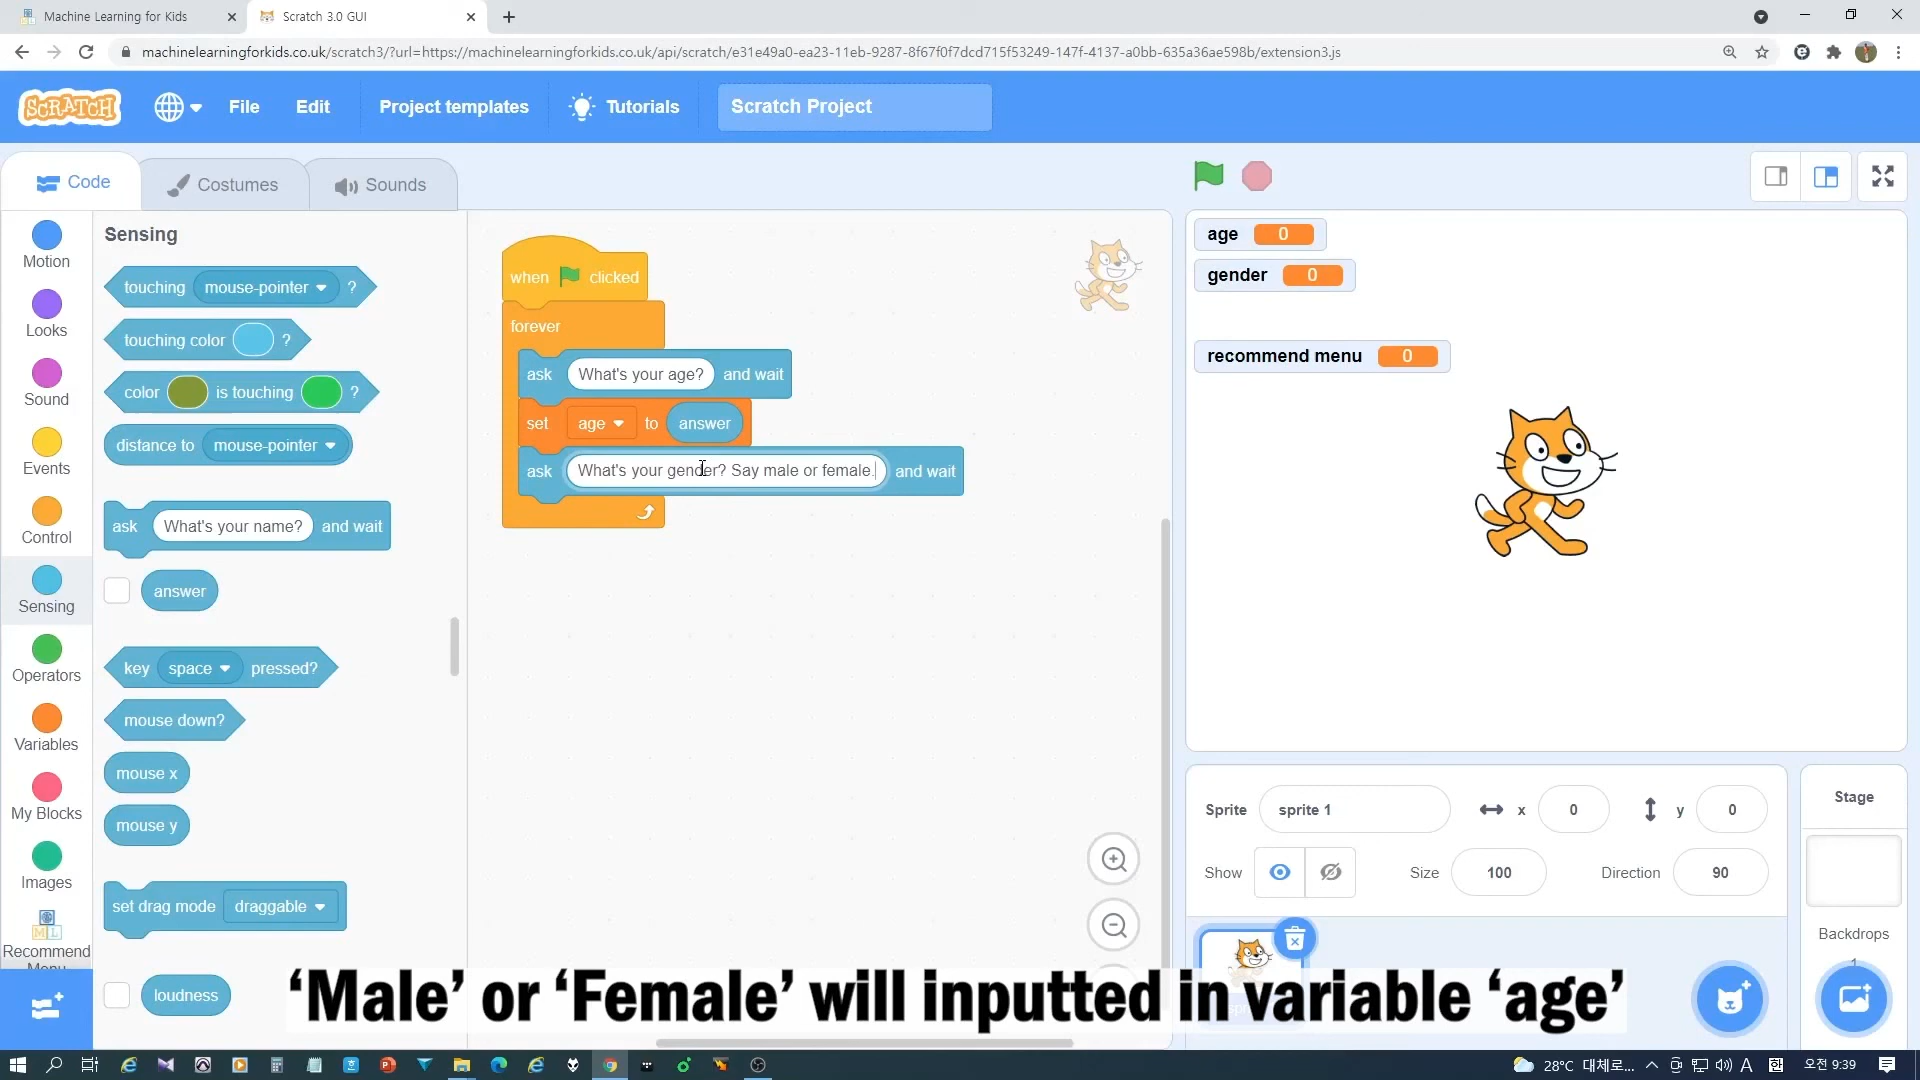 Machine Learning for Kids
Scratch 3.0 GUI
machinelearningforkids.co.uk/scratch3/?url=https://machinelearningforkids.co.uk/api/scratch/e31e49a0-ea23-11eb-9287-8f67f0f7dcd715f53249-147f-4137-a0bb-635a36ae598b/extension3.js
SCRATCH
File
Edit
Project templates
Tutorials
Scratch Project
Code
Costumes
Sounds
Motion
Looks
Sound
Events
Control
Sensing
Operators
Variables
My Blocks
Images
ML
Recommend
Menu
Sensing
touching mouse-pointer ?
touching color ?
color is touching ?
distance to mouse-pointer
ask What's your name? and wait
answer
key space pressed?
mouse down?
mouse x
mouse y
set drag mode draggable
loudness
when clicked
forever
ask What's your age? and wait
set age to answer
ask What's your gender? Say male or female. and wait
age 0
gender 0
recommend menu 0
Sprite sprite 1 x 0 y 0
Show Size 100 Direction 90
Stage
Backdrops
1
‘Male’ or ‘Female’ will inputted in variable ‘age’
28°C 대체로... A 한 오전 9:39